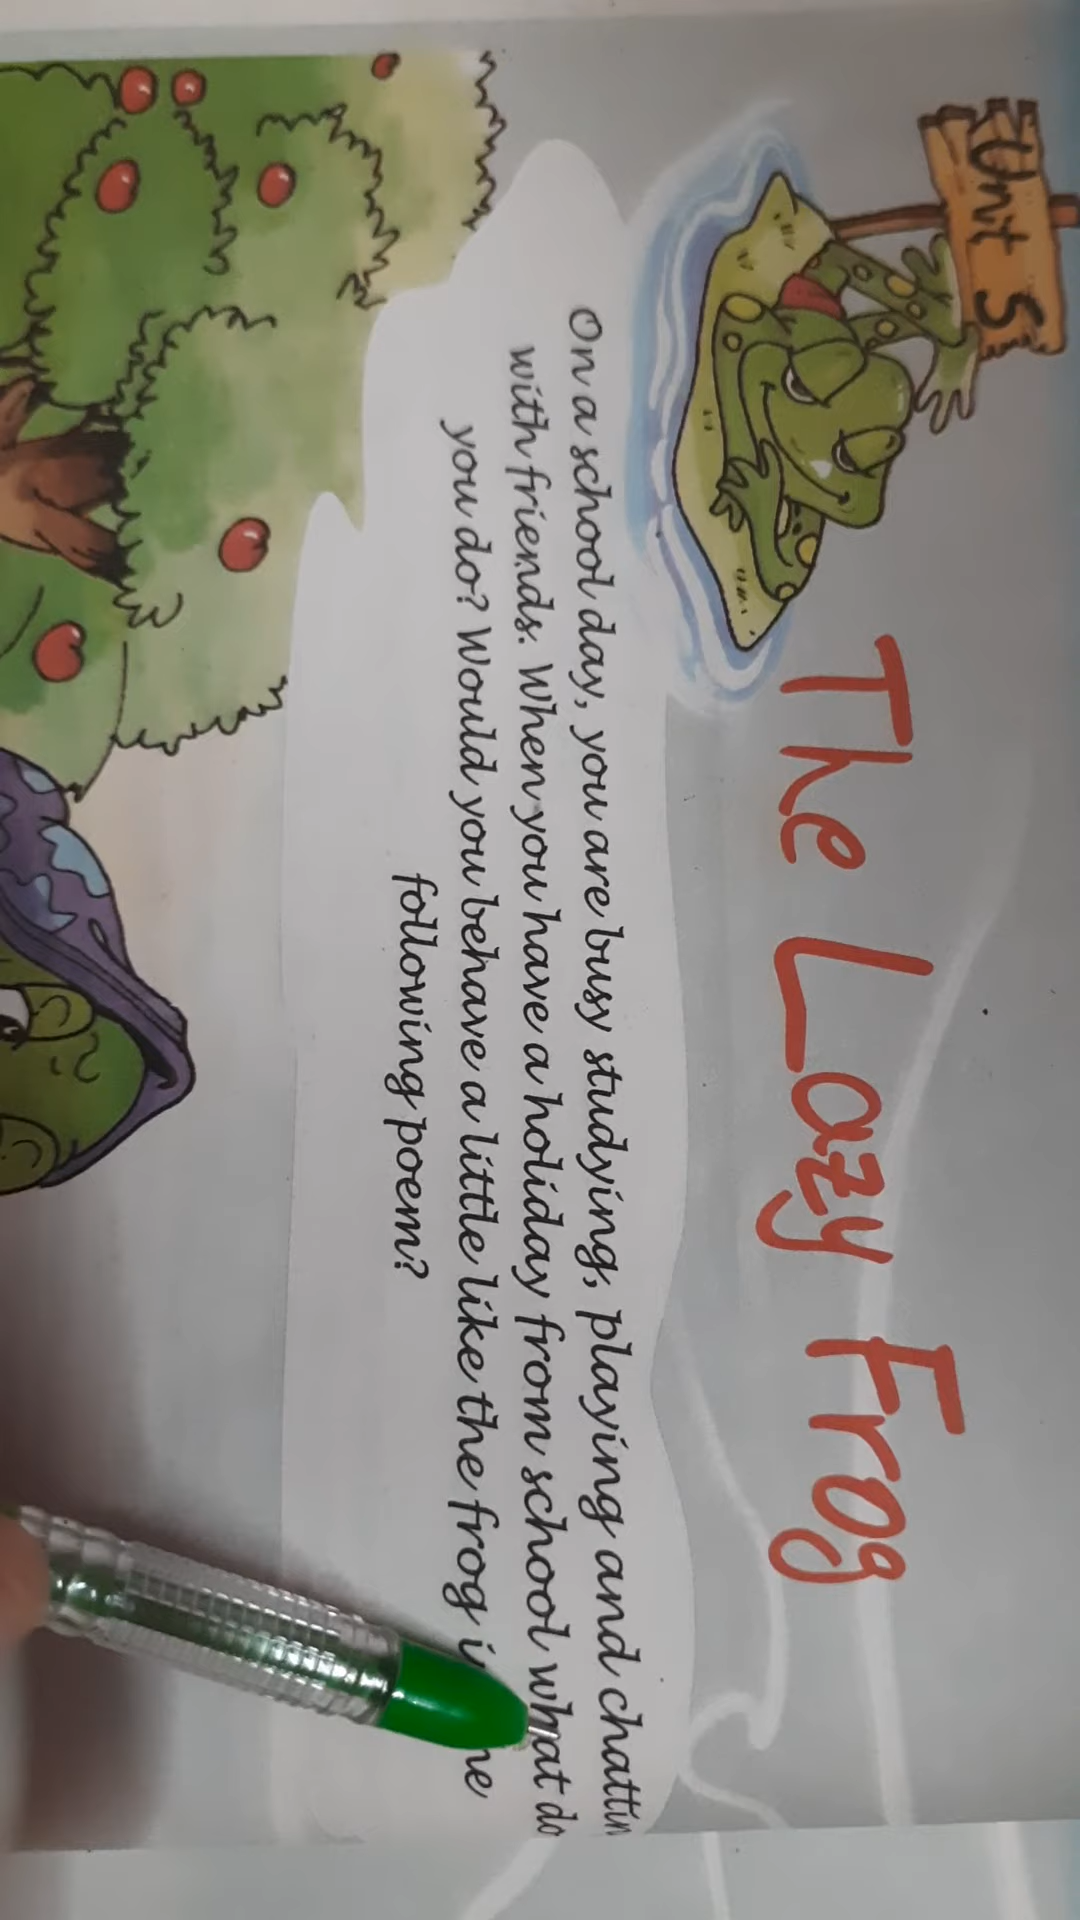 Unit 5
The Lazy Frog
On a school day, you are busy studying, playing and chattin
with friends. When you have a holiday from school what do
you do? Would you behave a little like the frog
following poem?